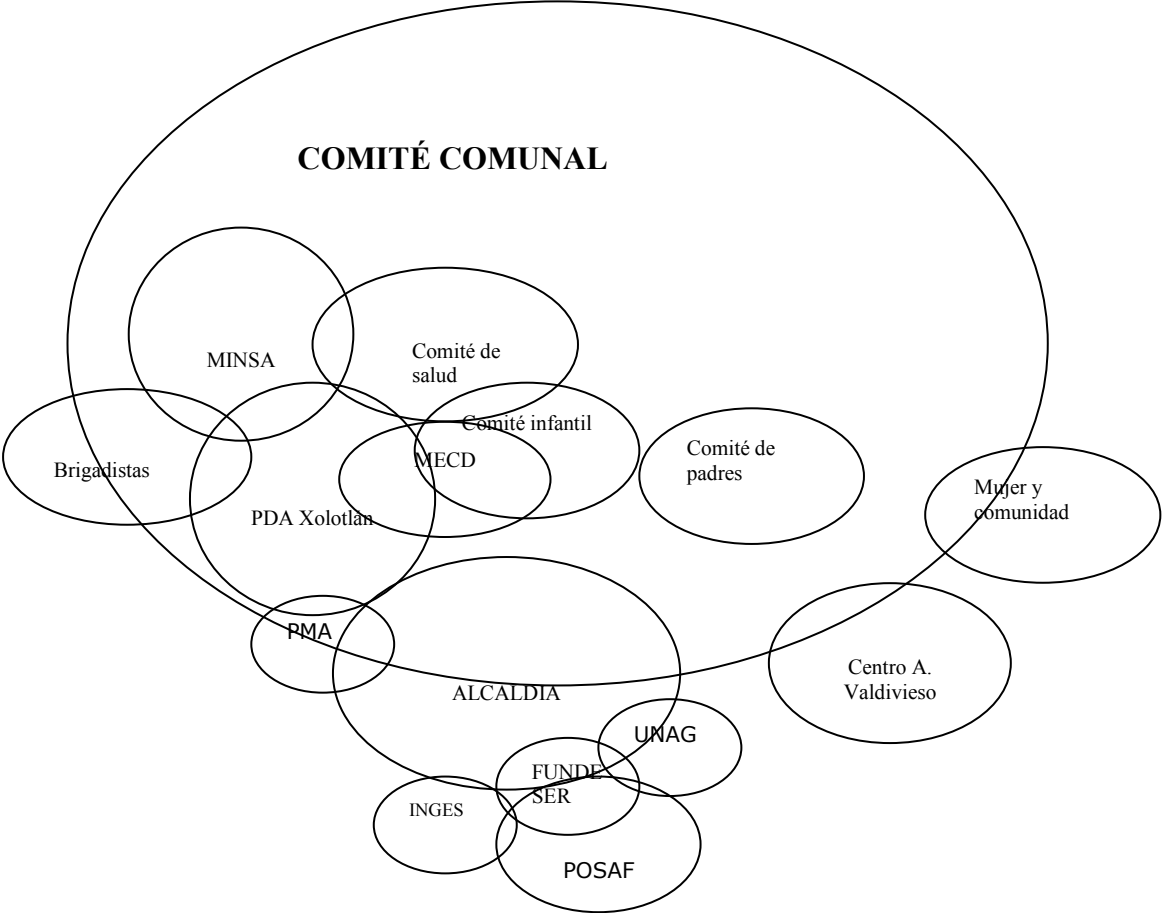 COMITÉ COMUNAL
MINSA
Comité de
salud
Comité infantil
Comité de
padres
MECD
Brigadistas
Mujer y
comunidad
PDA Xolotlán
PMA
Centro A.
Valdivieso
ALCALDIA
UNAG
FUNDE
SER
INGES
POSAF